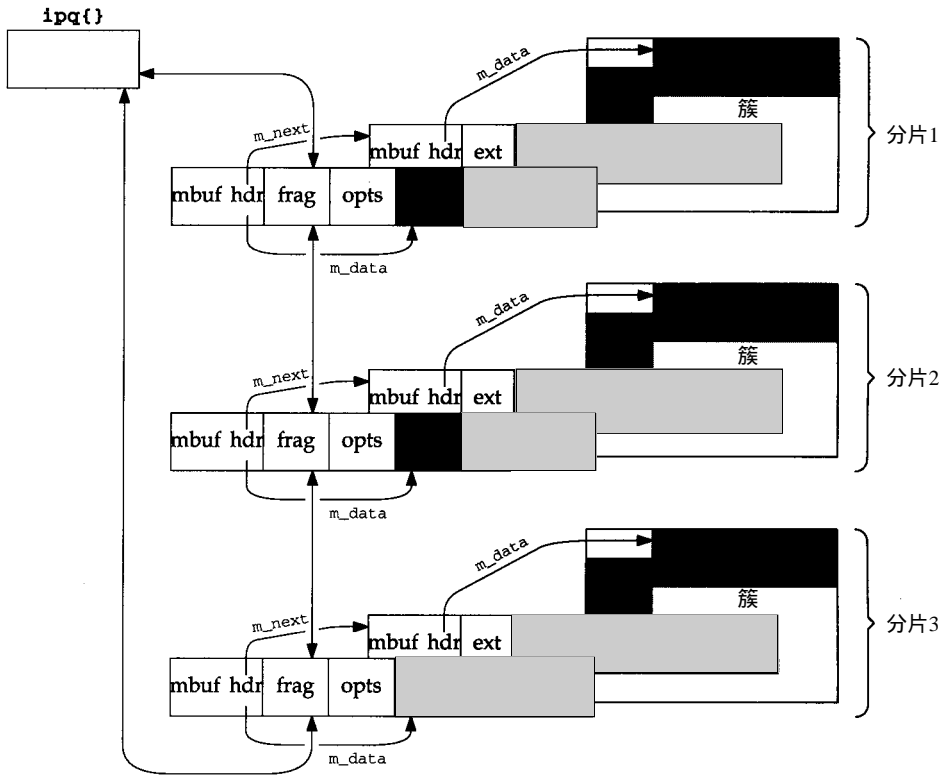 ipq{}
m_data
簇
m_next
mbuf hdr ext
分片1
mbuf hdr frag opts
m_data
m_data
簇
m_next
mbuf hdr ext
分片2
mbuf hdr frag opts
m_data
m_data
簇
m_next
mbuf hdr ext
分片3
mbuf hdr frag opts
m_data